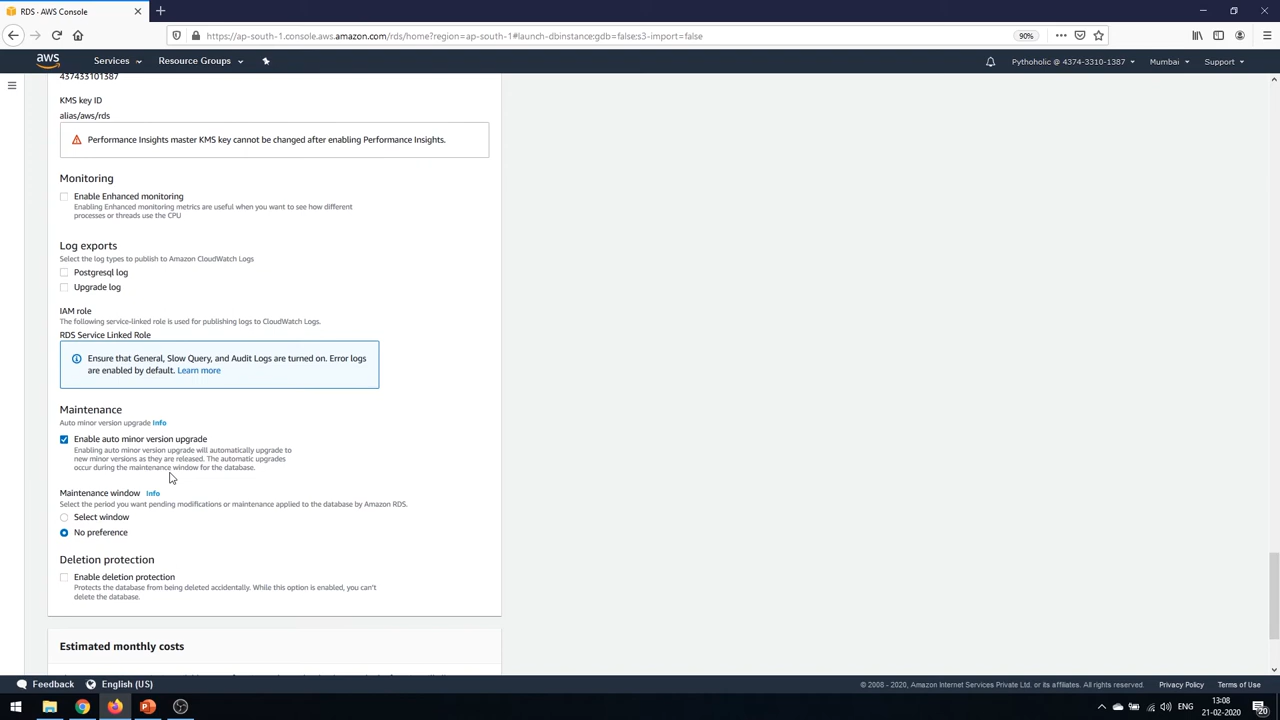 RDS · AWS Console
https://ap-south-1.console.aws.amazon.com/rds/home?region=ap-south-1#launch-dbinstance:gdb=false;s3-import=false
90%
aws
Services
Resource Groups
Pythoholic @ 4374-3310-1387
Mumbai
Support
437433101387
KMS key ID
alias/aws/rds
Performance Insights master KMS key cannot be changed after enabling Performance Insights.
Monitoring
Enable Enhanced monitoring
Enabling Enhanced monitoring metrics are useful when you want to see how different
processes or threads use the CPU
Log exports
Select the log types to publish to Amazon CloudWatch Logs
Postgresql log
Upgrade log
IAM role
The following service-linked role is used for publishing logs to CloudWatch Logs.
RDS Service Linked Role
Ensure that General, Slow Query, and Audit Logs are turned on. Error logs
are enabled by default. Learn more
Maintenance
Auto minor version upgrade Info
Enable auto minor version upgrade
Enabling auto minor version upgrade will automatically upgrade to
new minor versions as they are released. The automatic upgrades
occur during the maintenance window for the database.
Maintenance window Info
Select the period you want pending modifications or maintenance applied to the database by Amazon RDS.
Select window
No preference
Deletion protection
Enable deletion protection
Protects the database from being deleted accidentally. While this option is enabled, you can't
delete the database.
Estimated monthly costs
Feedback
English (US)
© 2008 - 2020, Amazon Internet Services Private Ltd. or its affiliates. All rights reserved.
Privacy Policy
Terms of Use
ENG
13:08
21-02-2020
20